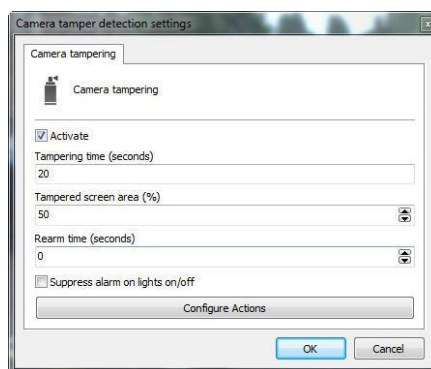 Camera tamper detection settings
Camera tampering
Camera tampering
Activate
Tampering time (seconds)
20
Tampered screen area (%)
50
Rearm time (seconds)
0
Suppress alarm on lights on/off
Configure Actions
OK Cancel